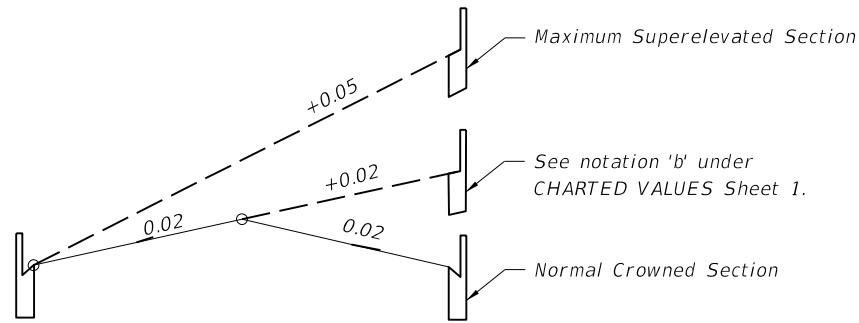 Maximum Superelevated Section
+0.05
See notation 'b' under
CHARTED VALUES Sheet 1.
+0.02
0.02
0.02
Normal Crowned Section